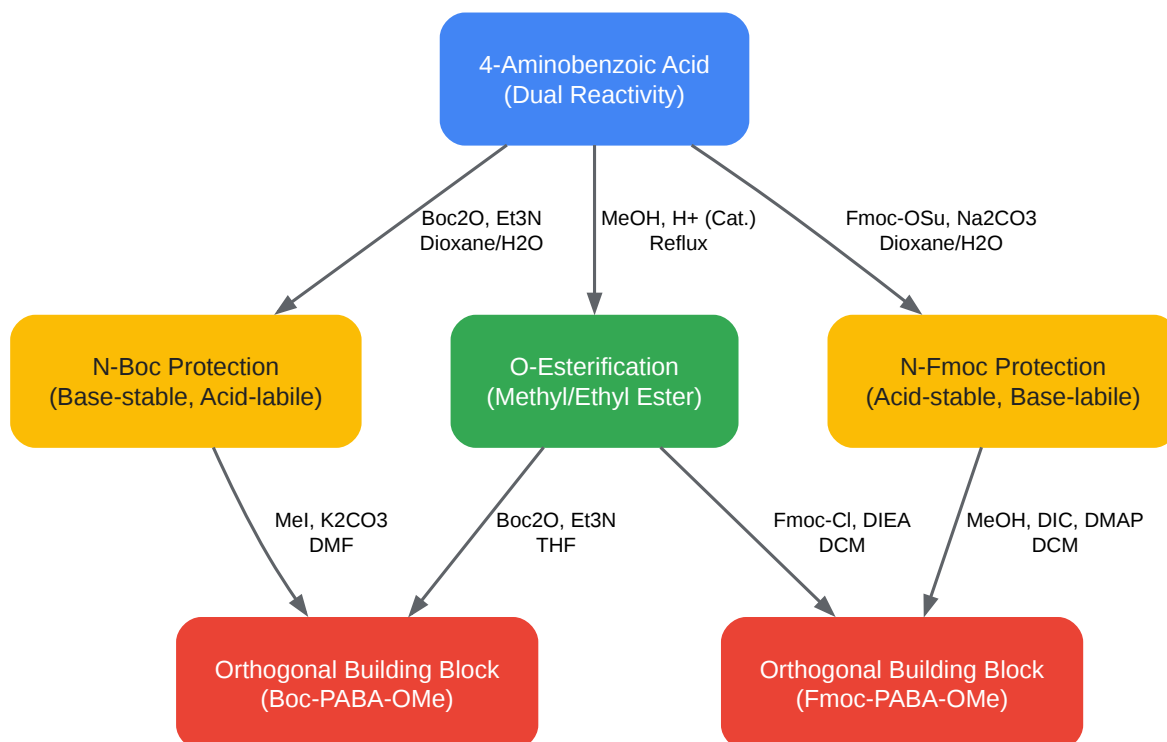 4-Aminobenzoic Acid
(Dual Reactivity)
Boc2O, Et3N
Dioxane/H2O
MeOH, H+ (Cat.)
Reflux
Fmoc-OSu, Na2CO3
Dioxane/H2O
N-Boc Protection
(Base-stable, Acid-labile)
O-Esterification
(Methyl/Ethyl Ester)
N-Fmoc Protection
(Acid-stable, Base-labile)
MeI, K2CO3
DMF
Boc2O, Et3N
THF
Fmoc-Cl, DIEA
DCM
MeOH, DIC, DMAP
DCM
Orthogonal Building Block
(Boc-PABA-OMe)
Orthogonal Building Block
(Fmoc-PABA-OMe)